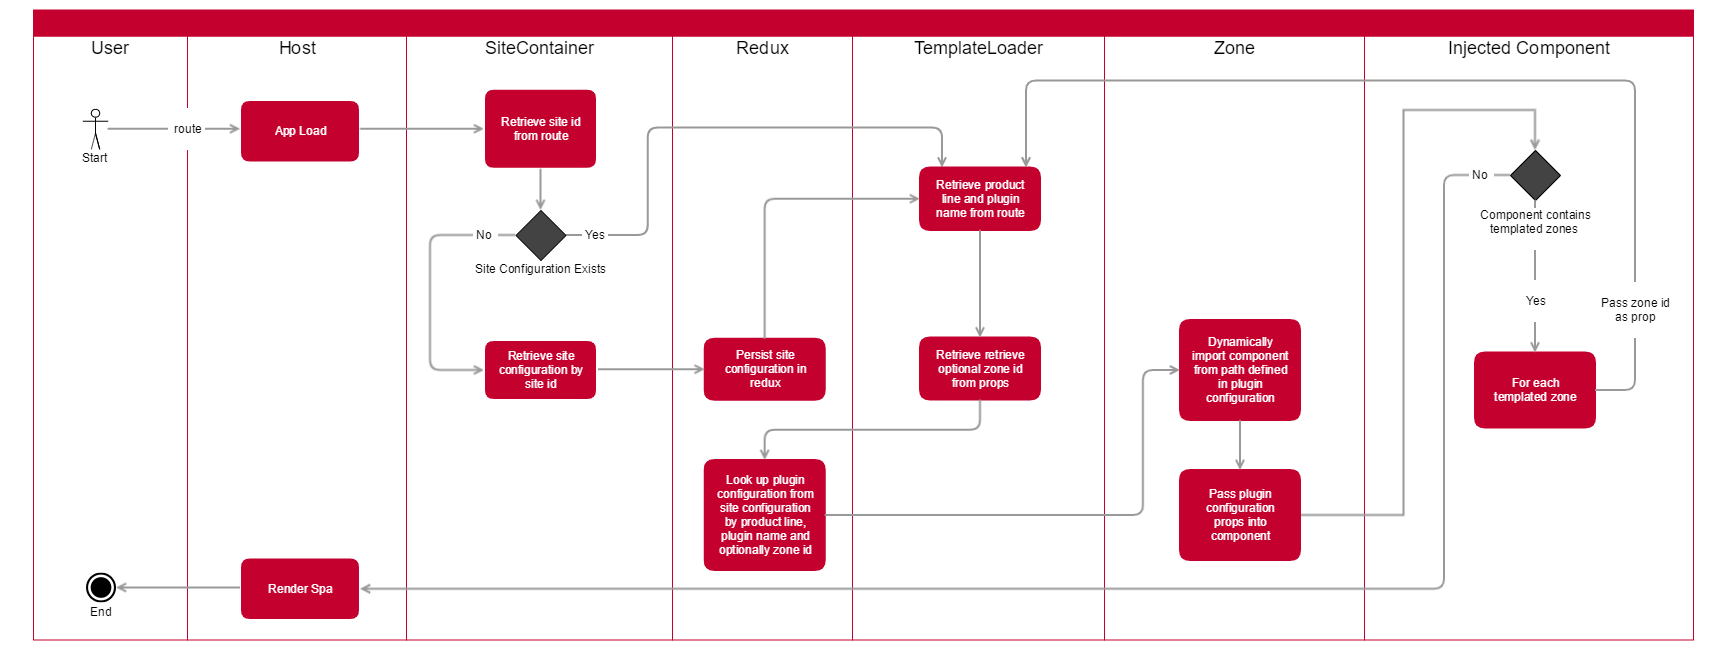 User
Host
SiteContainer
Redux
TemplateLoader
Zone
Injected Component
Start
route
App Load
Retrieve site id
from route
No
Yes
Site Configuration Exists
Retrieve site
configuration by
site id
Persist site
configuration in
redux
Retrieve product
line and plugin
name from route
Retrieve retrieve
optional zone id
from props
Look up plugin
configuration from
site configuration
by product line,
plugin name and
optionally zone id
Dynamically
import component
from path defined
in plugin
configuration
Pass plugin
configuration
props into
component
No
Component contains
templated zones
Yes
Pass zone id
as prop
For each
templated zone
Render Spa
End